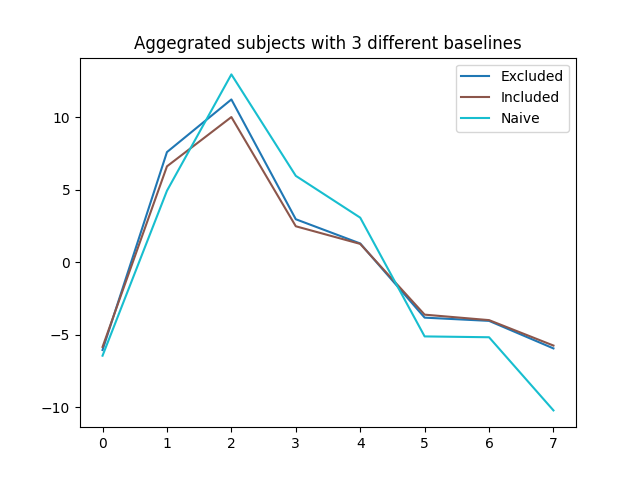 Aggegrated subjects with 3 different baselines
Excluded
Included
Naive
10
5
0
−5
−10
0 1 2 3 4 5 6 7